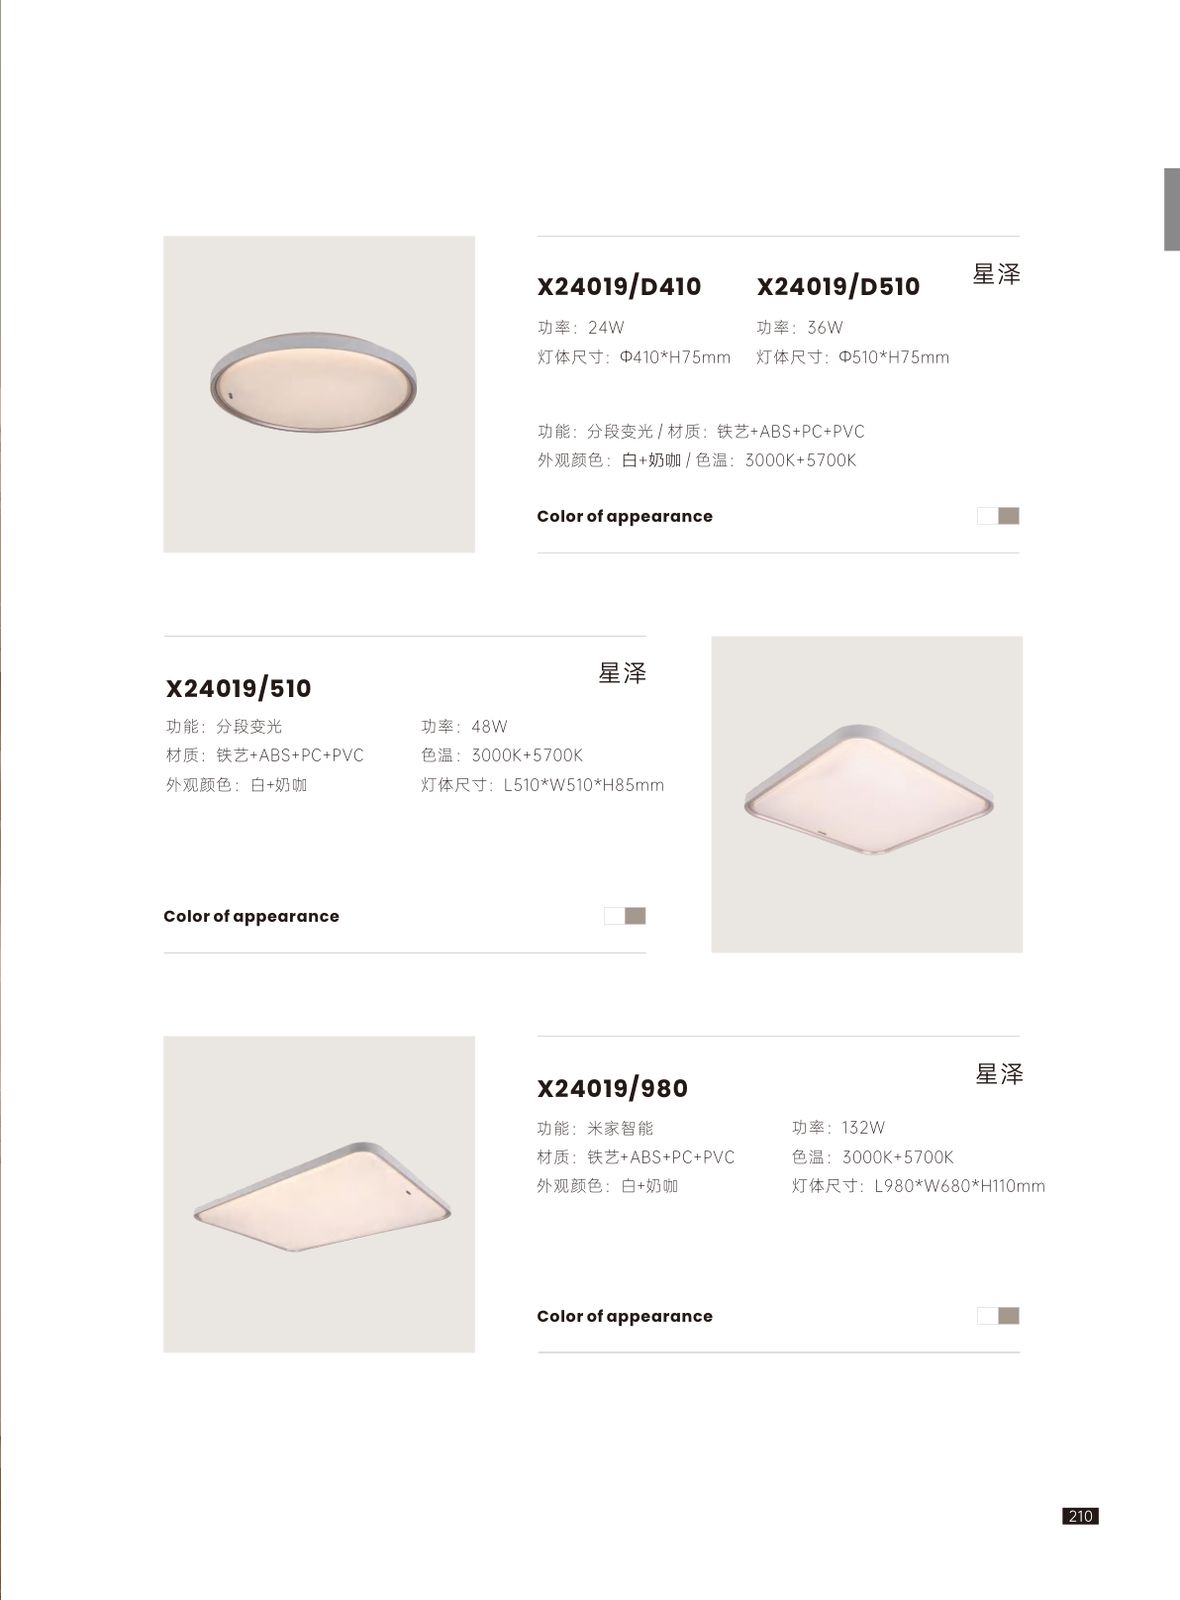 X24019/D410 X24019/D510 星泽
功率：24W 功率：36W
灯体尺寸：Φ410*H75mm 灯体尺寸：Φ510*H75mm
功能：分段变光 / 材质：铁艺+ABS+PC+PVC
外观颜色：白+奶咖 / 色温：3000K+5700K
Color of appearance
X24019/510 星泽
功能：分段变光 功率：48W
材质：铁艺+ABS+PC+PVC 色温：3000K+5700K
外观颜色：白+奶咖 灯体尺寸：L510*W510*H85mm
Color of appearance
X24019/980 星泽
功能：米家智能 功率：132W
材质：铁艺+ABS+PC+PVC 色温：3000K+5700K
外观颜色：白+奶咖 灯体尺寸：L980*W680*H110mm
Color of appearance
210